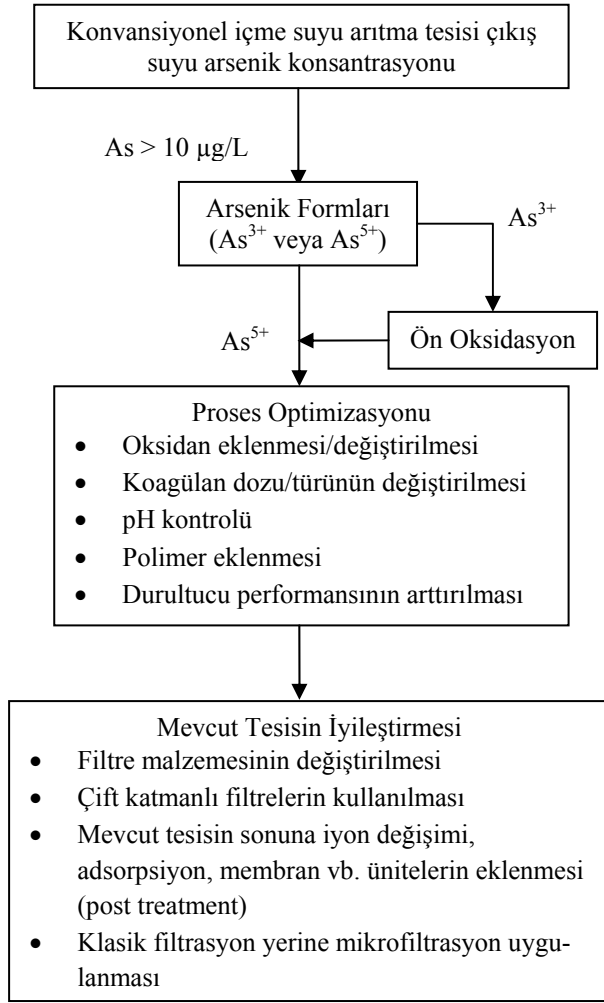 Konvansiyonel içme suyu arıtma tesisi çıkış
suyu arsenik konsantrasyonu
As > 10 µg/L
Arsenik Formları
(As³⁺ veya As⁵⁺)
As³⁺
Ön Oksidasyon
As⁵⁺
Proses Optimizasyonu
• Oksidan eklenmesi/değiştirilmesi
• Koagülan dozu/türünün değiştirilmesi
• pH kontrolü
• Polimer eklenmesi
• Durultucu performansının arttırılması
Mevcut Tesisin İyileştirmesi
• Filtre malzemesinin değiştirilmesi
• Çift katmanlı filtrelerin kullanılması
• Mevcut tesisin sonuna iyon değişimi,
adsorpsiyon, membran vb. ünitelerin eklenmesi
(post treatment)
• Klasik filtrasyon yerine mikrofiltrasyon uygu-
lanması